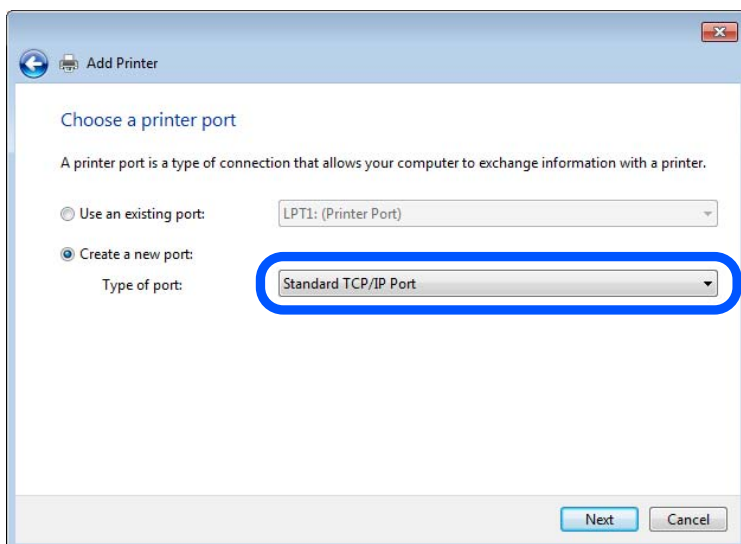 Add Printer
Choose a printer port
A printer port is a type of connection that allows your computer to exchange information with a printer.
Use an existing port: LPT1: (Printer Port)
Create a new port:
Type of port: Standard TCP/IP Port
Next Cancel